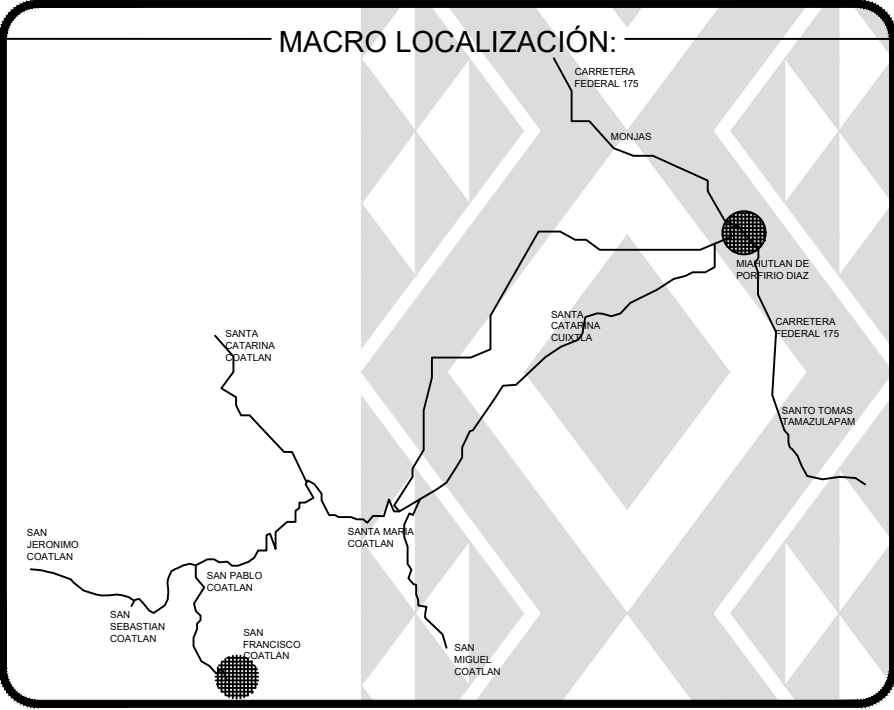 MACRO LOCALIZACIÓN:
CARRETERA
FEDERAL 175
MONJAS
MIAHUTLAN DE
PORFIRIO DIAZ
SANTA
CATARINA
CUIXTLA
CARRETERA
FEDERAL 175
SANTA
CATARINA
COATLAN
SANTO TOMAS
TAMAZULAPAM
SAN
JERONIMO
COATLAN
SANTA MARIA
COATLAN
SAN PABLO
COATLAN
SAN
SEBASTIAN
COATLAN
SAN
FRANCISCO
COATLAN
SAN
MIGUEL
COATLAN